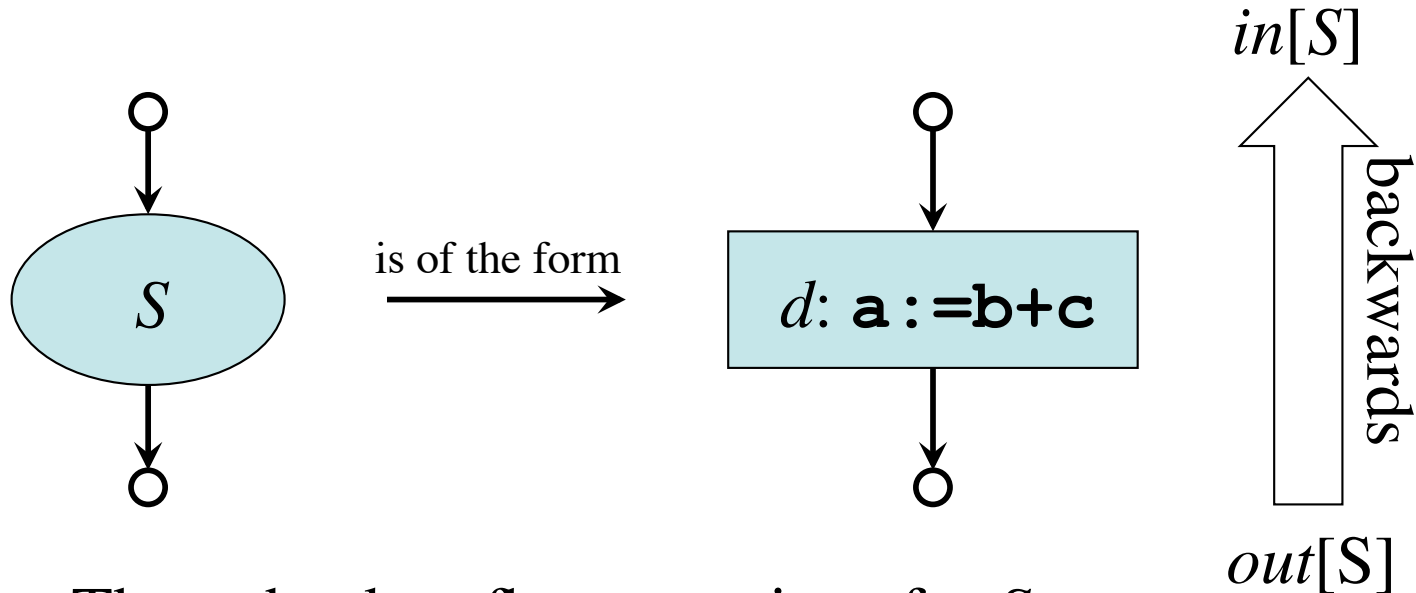 in[S]
backwards
is of the form
S
d: a:=b+c
out[S]